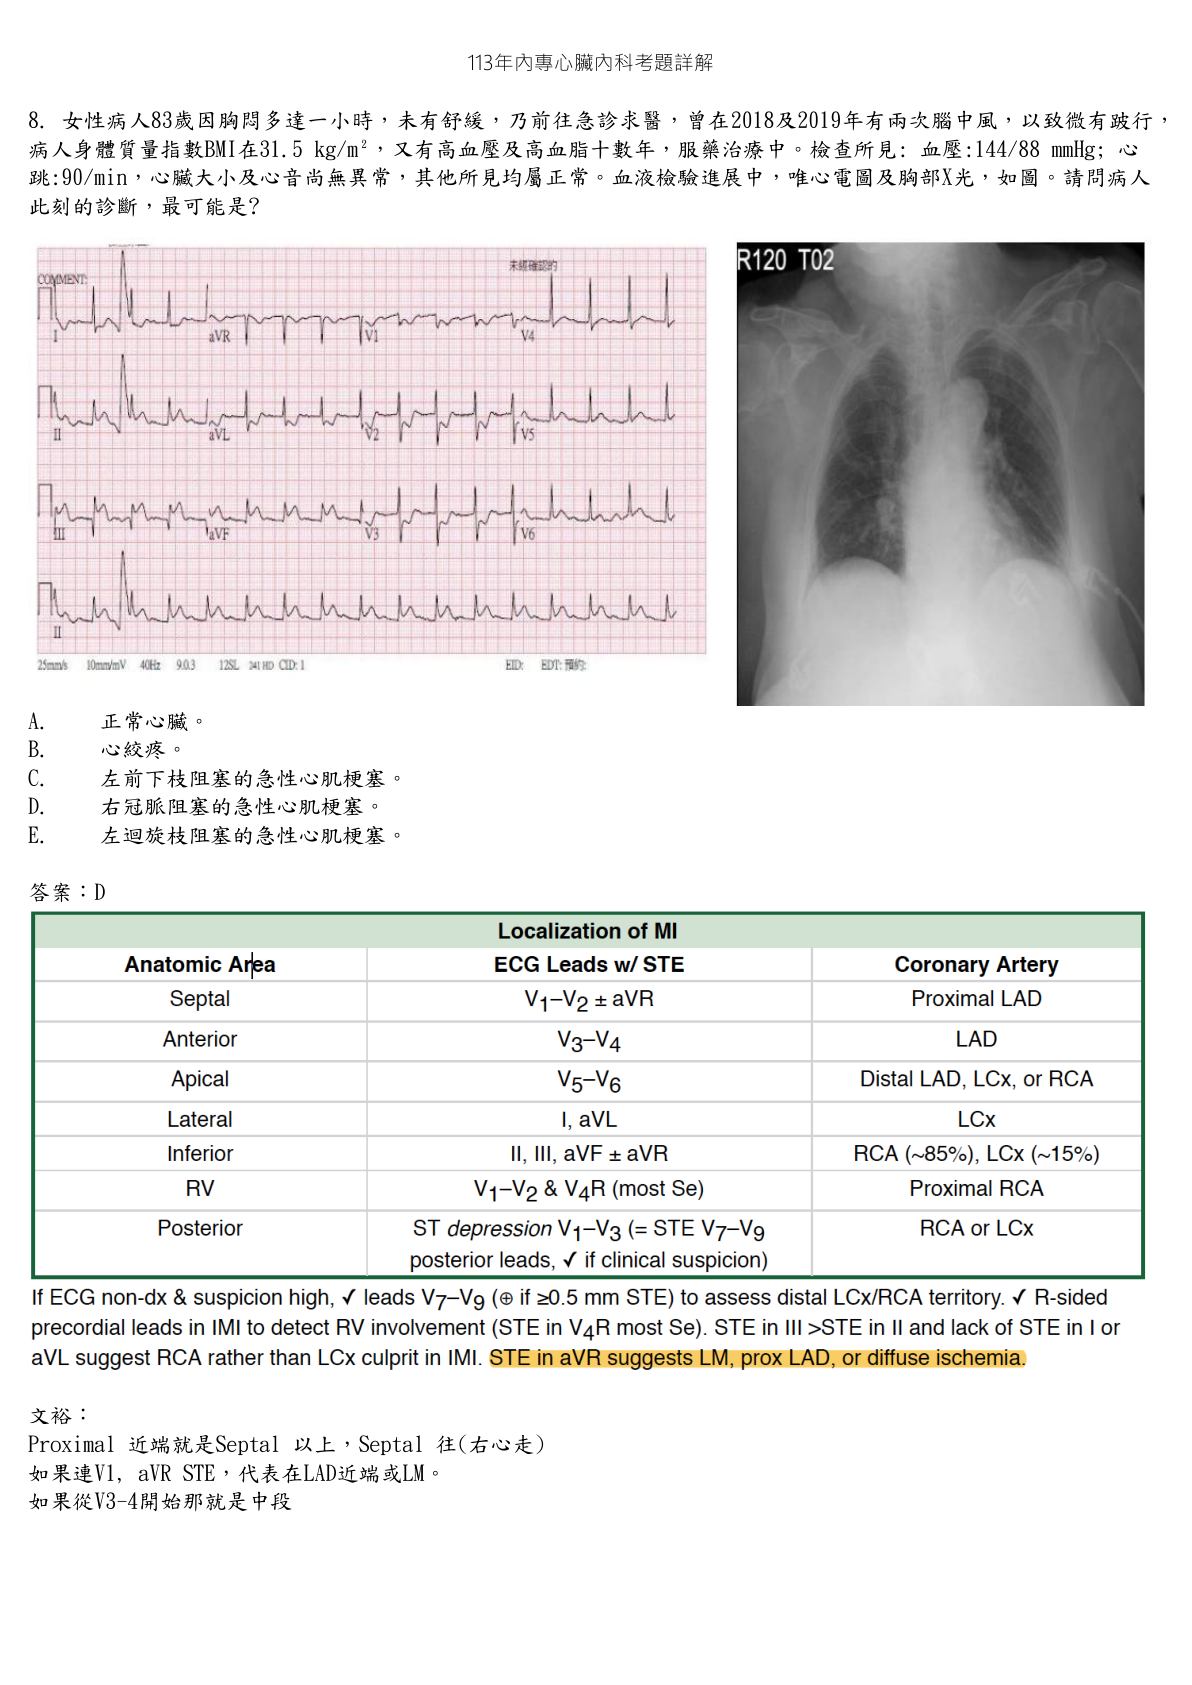 113年內專心臟內科考題詳解
8. 女性病人83歲因胸悶多達一小時，未有舒緩，乃前往急診求醫，曾在2018及2019年有兩次腦中風，以致微有跛行，
病人身體質量指數BMI在31.5 kg/m²，又有高血壓及高血脂十數年，服藥治療中。檢查所見: 血壓:144/88 mmHg; 心
跳:90/min，心臟大小及心音尚無異常，其他所見均屬正常。血液檢驗進展中，唯心電圖及胸部X光，如圖。請問病人
此刻的診斷，最可能是?
COMMENT:
未經確認的
I aVR V1 V4
II aVL V2 V5
III aVF V3 V6
II
25mm/s 10mm/mV 40Hz 9.0.3 12SL 241 HD CID: 1 EID: EDT: 預約:
R120 T02
A. 正常心臟。
B. 心絞疼。
C. 左前下枝阻塞的急性心肌梗塞。
D. 右冠脈阻塞的急性心肌梗塞。
E. 左迴旋枝阻塞的急性心肌梗塞。
答案：D
Localization of MI
Anatomic Area ECG Leads w/ STE Coronary Artery
Septal V1–V2 ± aVR Proximal LAD
Anterior V3–V4 LAD
Apical V5–V6 Distal LAD, LCx, or RCA
Lateral I, aVL LCx
Inferior II, III, aVF ± aVR RCA (~85%), LCx (~15%)
RV V1–V2 & V4R (most Se) Proximal RCA
Posterior ST depression V1–V3 (= STE V7–V9 RCA or LCx
posterior leads, ✓ if clinical suspicion)
If ECG non-dx & suspicion high, ✓ leads V7–V9 (⊕ if ≥0.5 mm STE) to assess distal LCx/RCA territory. ✓ R-sided
precordial leads in IMI to detect RV involvement (STE in V4R most Se). STE in III >STE in II and lack of STE in I or
aVL suggest RCA rather than LCx culprit in IMI. STE in aVR suggests LM, prox LAD, or diffuse ischemia.
文裕：
Proximal 近端就是Septal 以上，Septal 往(右心走)
如果連V1, aVR STE，代表在LAD近端或LM。
如果從V3-4開始那就是中段